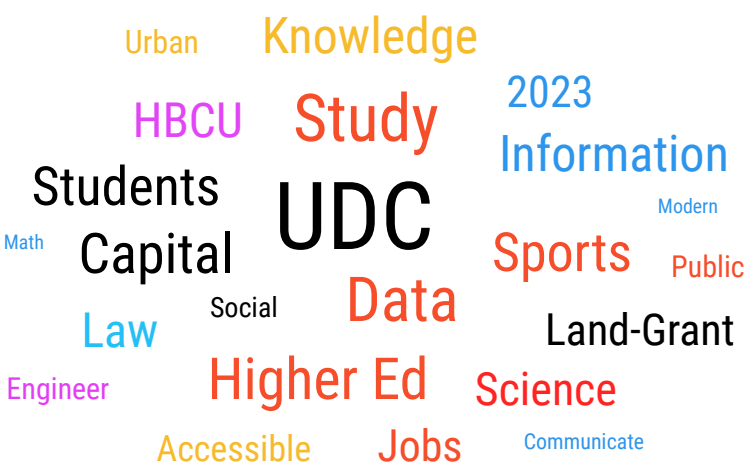 Urban
Knowledge
2023
HBCU
Study
Information
Students
UDC
Modern
Math
Capital
Sports
Public
Social
Data
Law
Land-Grant
Engineer
Higher Ed
Science
Accessible
Jobs
Communicate